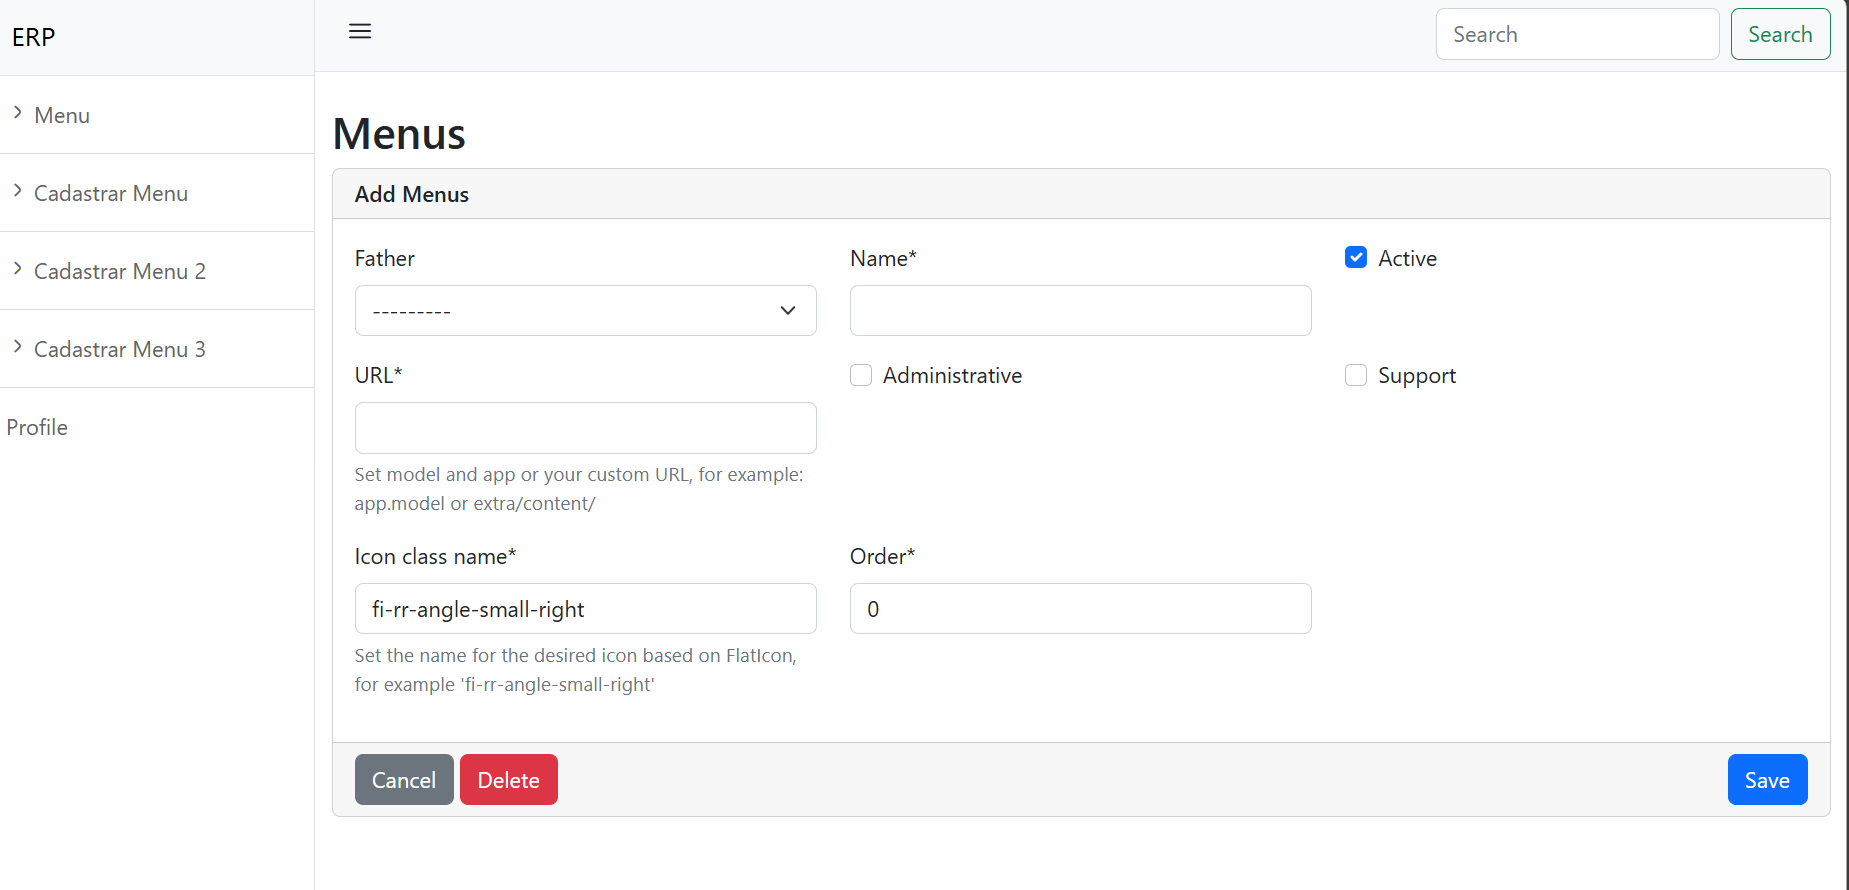 ERP
Search
Search
Menu
Cadastrar Menu
Cadastrar Menu 2
Cadastrar Menu 3
Profile
Menus
Add Menus
Father
Name*
Active
---------
URL*
Administrative
Support
Set model and app or your custom URL, for example:
app.model or extra/content/
Icon class name*
Order*
fi-rr-angle-small-right
0
Set the name for the desired icon based on FlatIcon,
for example 'fi-rr-angle-small-right'
Cancel
Delete
Save